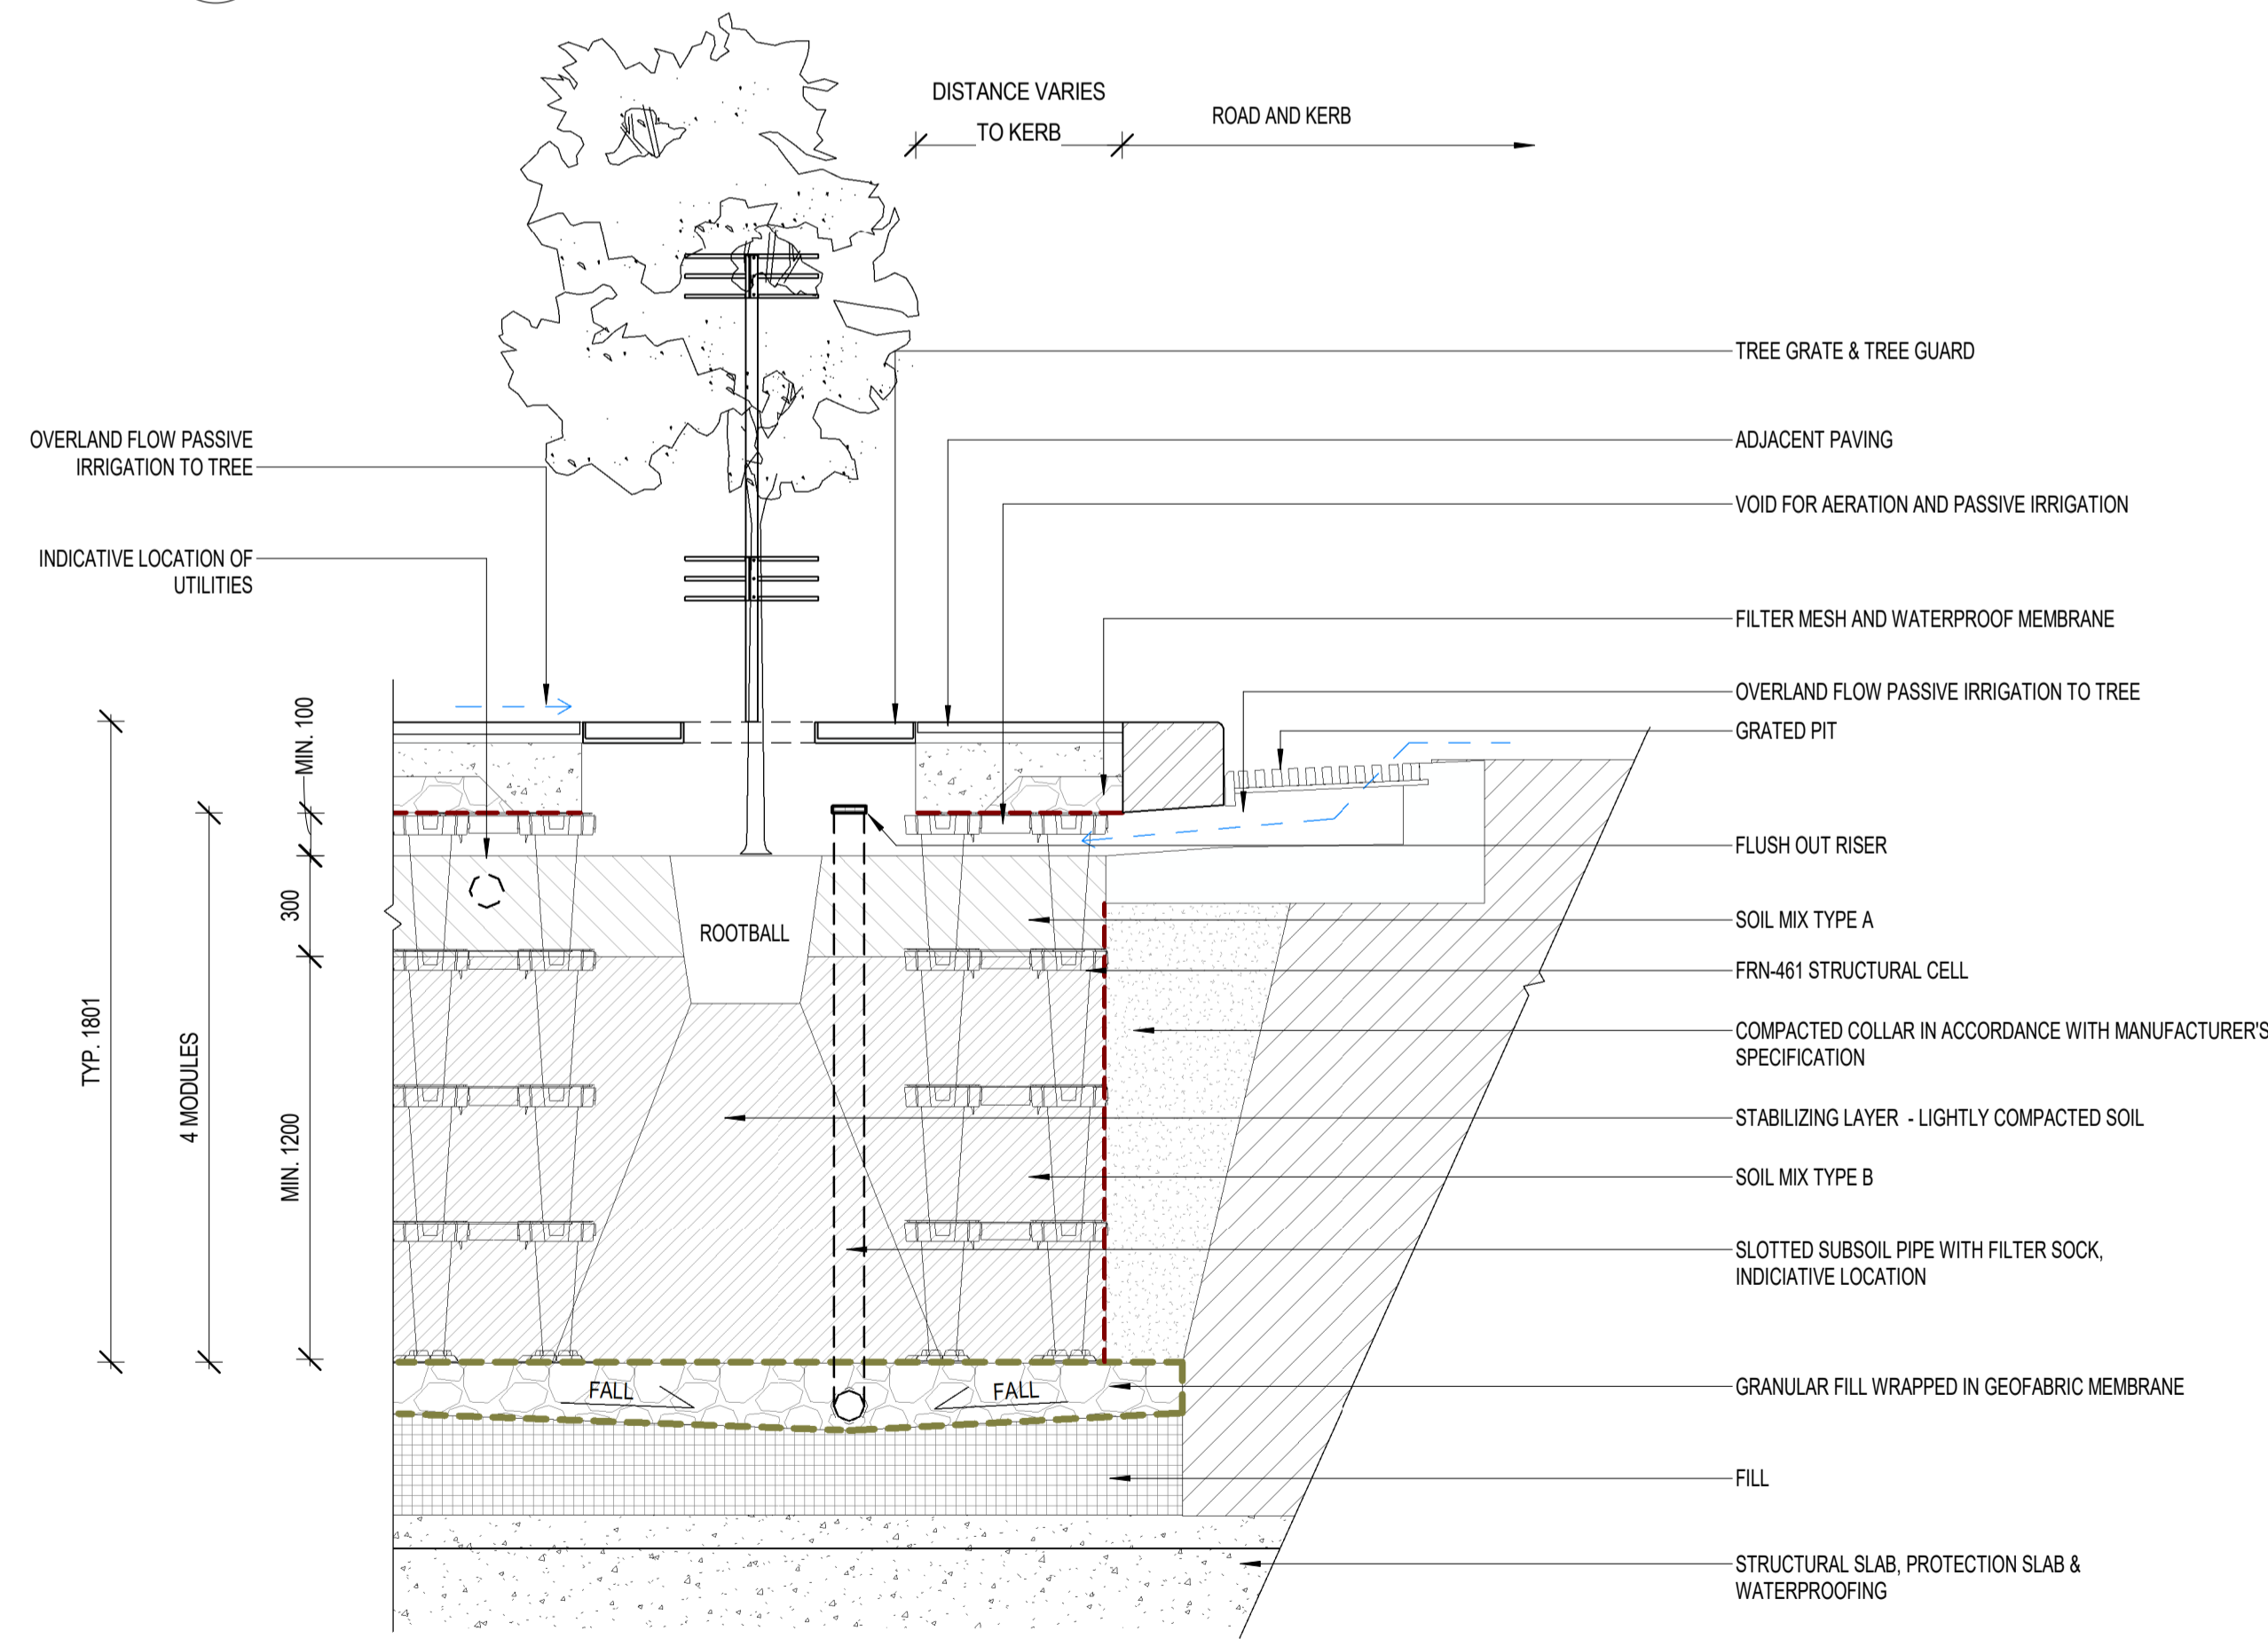 DISTANCE VARIES
TO KERB
ROAD AND KERB
TREE GRATE & TREE GUARD
ADJACENT PAVING
OVERLAND FLOW PASSIVE
IRRIGATION TO TREE
VOID FOR AERATION AND PASSIVE IRRIGATION
INDICATIVE LOCATION OF
UTILITIES
FILTER MESH AND WATERPROOF MEMBRANE
OVERLAND FLOW PASSIVE IRRIGATION TO TREE
GRATED PIT
MIN. 100
FLUSH OUT RISER
300
ROOTBALL
SOIL MIX TYPE A
FRN-461 STRUCTURAL CELL
TYP. 1801
4 MODULES
COMPACTED COLLAR IN ACCORDANCE WITH MANUFACTURER'S
SPECIFICATION
MIN. 1200
STABILIZING LAYER - LIGHTLY COMPACTED SOIL
SOIL MIX TYPE B
SLOTTED SUBSOIL PIPE WITH FILTER SOCK,
INDICIATIVE LOCATION
FALL
FALL
GRANULAR FILL WRAPPED IN GEOFABRIC MEMBRANE
FILL
STRUCTURAL SLAB, PROTECTION SLAB &
WATERPROOFING